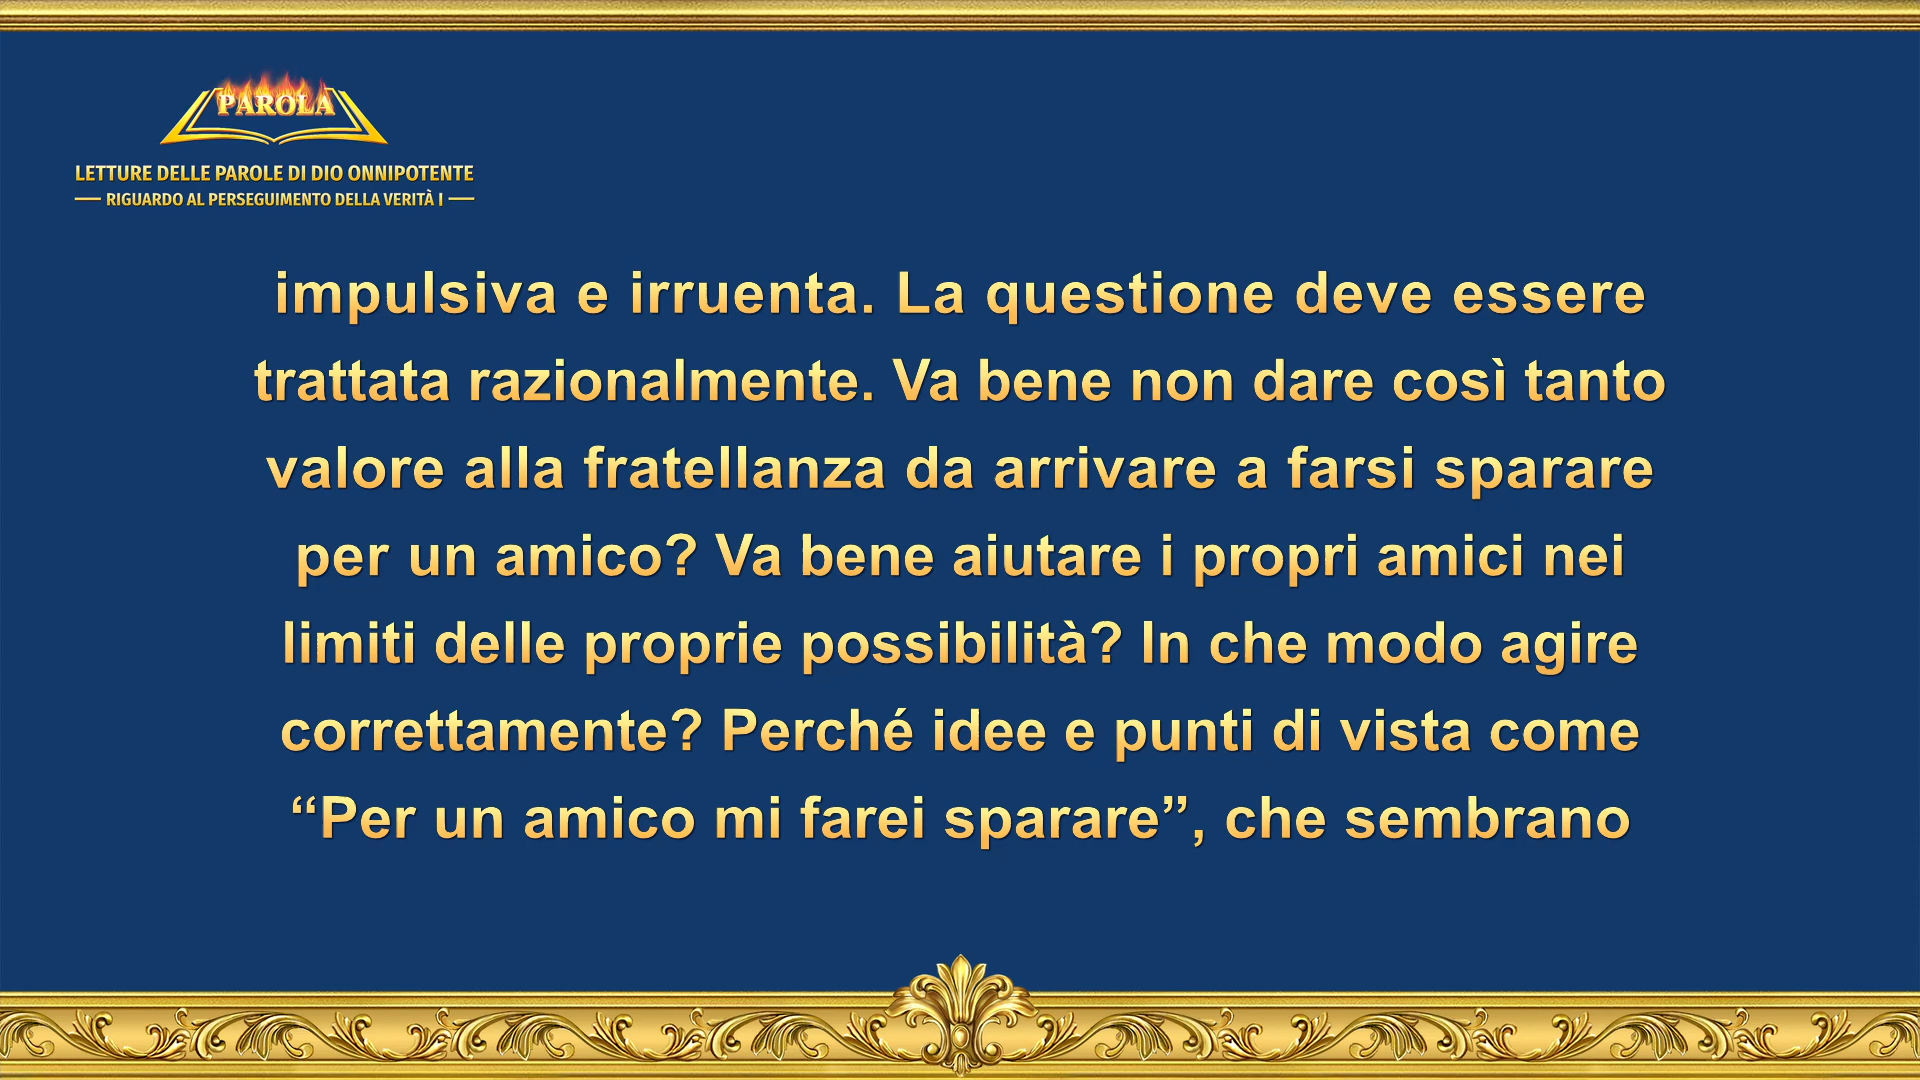 PAROLA
LETTURE DELLE PAROLE DI DIO ONNIPOTENTE
RIGUARDO AL PERSEGUIMENTO DELLA VERITÀ I
impulsiva e irruenta. La questione deve essere
trattata razionalmente. Va bene non dare così tanto
valore alla fratellanza da arrivare a farsi sparare
per un amico? Va bene aiutare i propri amici nei
limiti delle proprie possibilità? In che modo agire
correttamente? Perché idee e punti di vista come
“Per un amico mi farei sparare”, che sembrano